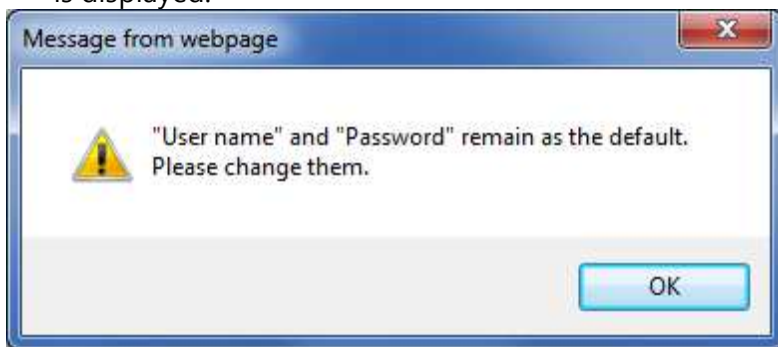 is displayed.
Message from webpage
"User name" and "Password" remain as the default.
Please change them.
OK